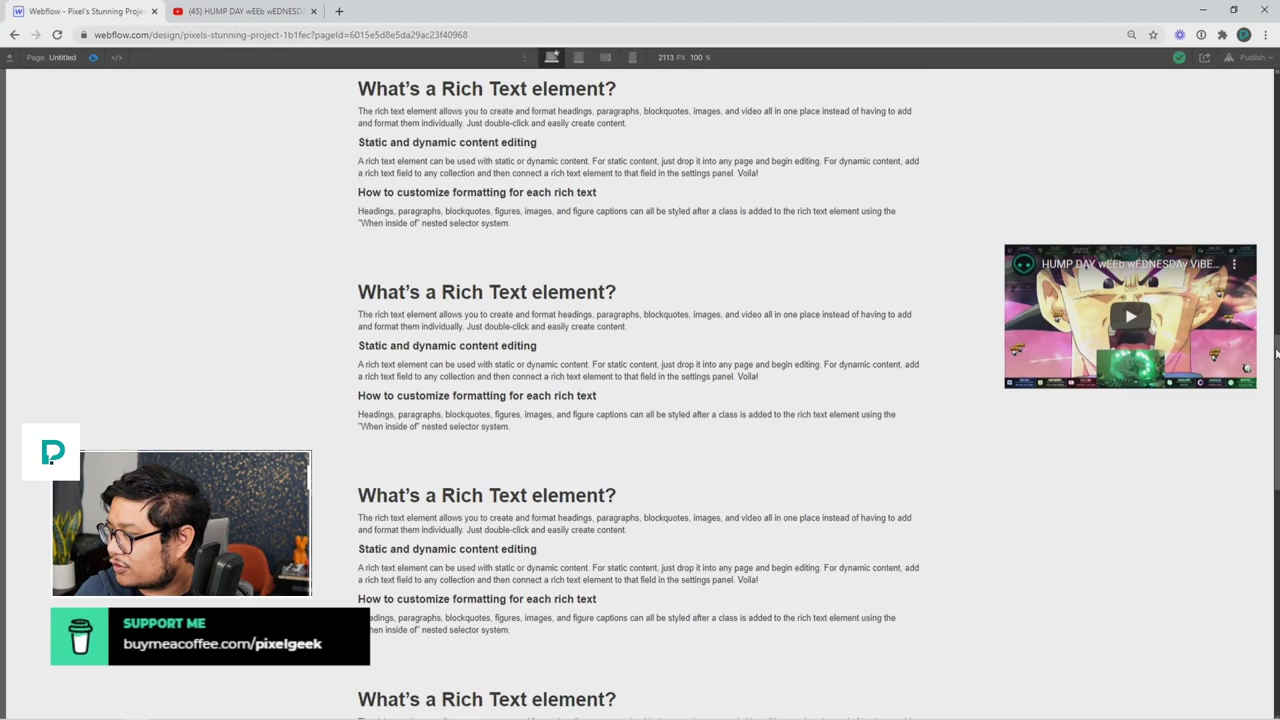 Webflow - Pixel's Stunning Proje
(45) HUMP DAY wEEb wEDNESD
webflow.com/design/pixels-stunning-project-1b1fec?pageId=6015e5d8e5da29ac23f40968
Page: Untitled
2113 PX 100 %
Publish
What's a Rich Text element?
The rich text element allows you to create and format headings, paragraphs, blockquotes, images, and video all in one place instead of having to add
and format them individually. Just double-click and easily create content.
Static and dynamic content editing
A rich text element can be used with static or dynamic content. For static content, just drop it into any page and begin editing. For dynamic content, add
a rich text field to any collection and then connect a rich text element to that field in the settings panel. Voila!
How to customize formatting for each rich text
Headings, paragraphs, blockquotes, figures, images, and figure captions can all be styled after a class is added to the rich text element using the
"When inside of" nested selector system.
HUMP DAY wEEb wEDNESDAy ViBE...
What's a Rich Text element?
The rich text element allows you to create and format headings, paragraphs, blockquotes, images, and video all in one place instead of having to add
and format them individually. Just double-click and easily create content.
Static and dynamic content editing
A rich text element can be used with static or dynamic content. For static content, just drop it into any page and begin editing. For dynamic content, add
a rich text field to any collection and then connect a rich text element to that field in the settings panel. Voila!
How to customize formatting for each rich text
Headings, paragraphs, blockquotes, figures, images, and figure captions can all be styled after a class is added to the rich text element using the
"When inside of" nested selector system.
What's a Rich Text element?
The rich text element allows you to create and format headings, paragraphs, blockquotes, images, and video all in one place instead of having to add
and format them individually. Just double-click and easily create content.
Static and dynamic content editing
A rich text element can be used with static or dynamic content. For static content, just drop it into any page and begin editing. For dynamic content, add
a rich text field to any collection and then connect a rich text element to that field in the settings panel. Voila!
How to customize formatting for each rich text
adings, paragraphs, blockquotes, figures, images, and figure captions can all be styled after a class is added to the rich text element using the
hen inside of" nested selector system.
SUPPORT ME
buymeacoffee.com/pixelgeek
What's a Rich Text element?